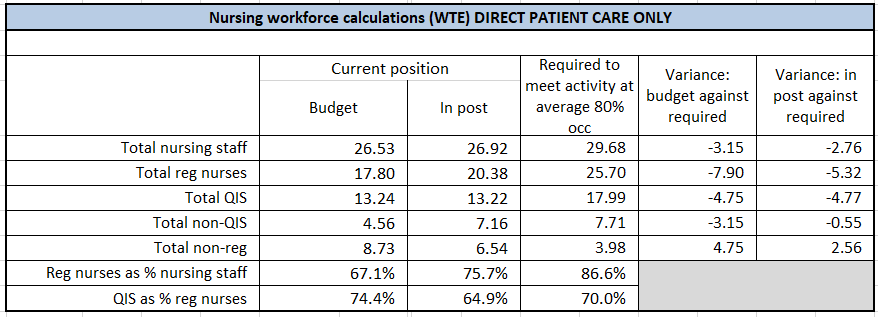 Nursing workforce calculations (WTE) DIRECT PATIENT CARE ONLY
Current position
Required to meet activity at average 80% occ
Variance: budget against required
Variance: in post against required
Budget In post
Total nursing staff 26.53 26.92 29.68 -3.15 -2.76
Total reg nurses 17.80 20.38 25.70 -7.90 -5.32
Total QIS 13.24 13.22 17.99 -4.75 -4.77
Total non-QIS 4.56 7.16 7.71 -3.15 -0.55
Total non-reg 8.73 6.54 3.98 4.75 2.56
Reg nurses as % nursing staff 67.1% 75.7% 86.6%
QIS as % reg nurses 74.4% 64.9% 70.0%